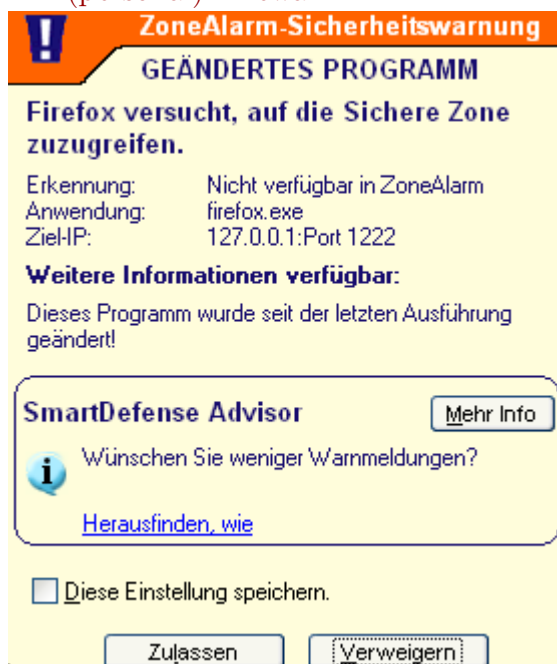 ZoneAlarm-Sicherheitswarnung
GEÄNDERTES PROGRAMM
Firefox versucht, auf die Sichere Zone
zuzugreifen.
Erkennung: Nicht verfügbar in ZoneAlarm
Anwendung: firefox.exe
Ziel-IP: 127.0.0.1:Port 1222
Weitere Informationen verfügbar:
Dieses Programm wurde seit der letzten Ausführung
geändert!
SmartDefense Advisor Mehr Info
Wünschen Sie weniger Warnmeldungen?
Herausfinden, wie
Diese Einstellung speichern.
Zulassen Verweigern